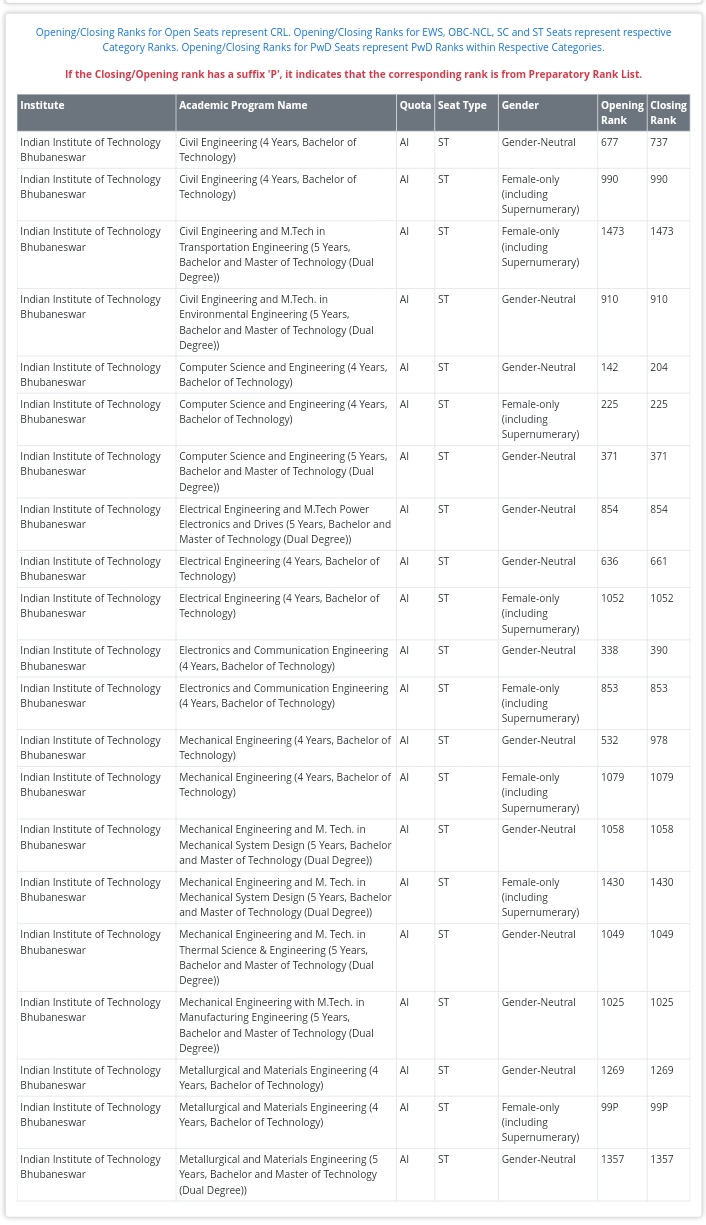 Opening/Closing Ranks for Open Seats represent CRL. Opening/Closing Ranks for EWS, OBC-NCL, SC and ST Seats represent respective
Category Ranks. Opening/Closing Ranks for PwD Seats represent PwD Ranks within Respective Categories.
If the Closing/Opening rank has a suffix 'P', it indicates that the corresponding rank is from Preparatory Rank List.
Institute Academic Program Name Quota Seat Type Gender Opening Closing
Rank Rank
Indian Institute of Technology Civil Engineering (4 Years, Bachelor of AI ST Gender-Neutral 677 737
Bhubaneswar Technology)
Indian Institute of Technology Civil Engineering (4 Years, Bachelor of AI ST Female-only 990 990
Bhubaneswar Technology) (including
Supernumerary)
Indian Institute of Technology Civil Engineering and M.Tech in AI ST Female-only 1473 1473
Bhubaneswar Transportation Engineering (5 Years, (including
Bachelor and Master of Technology (Dual Supernumerary)
Degree))
Indian Institute of Technology Civil Engineering and M.Tech. in AI ST Gender-Neutral 910 910
Bhubaneswar Environmental Engineering (5 Years,
Bachelor and Master of Technology (Dual
Degree))
Indian Institute of Technology Computer Science and Engineering (4 Years, AI ST Gender-Neutral 142 204
Bhubaneswar Bachelor of Technology)
Indian Institute of Technology Computer Science and Engineering (4 Years, AI ST Female-only 225 225
Bhubaneswar Bachelor of Technology) (including
Supernumerary)
Indian Institute of Technology Computer Science and Engineering (5 Years, AI ST Gender-Neutral 371 371
Bhubaneswar Bachelor and Master of Technology (Dual
Degree))
Indian Institute of Technology Electrical Engineering and M.Tech Power AI ST Gender-Neutral 854 854
Bhubaneswar Electronics and Drives (5 Years, Bachelor and
Master of Technology (Dual Degree))
Indian Institute of Technology Electrical Engineering (4 Years, Bachelor of AI ST Gender-Neutral 636 661
Bhubaneswar Technology)
Indian Institute of Technology Electrical Engineering (4 Years, Bachelor of AI ST Female-only 1052 1052
Bhubaneswar Technology) (including
Supernumerary)
Indian Institute of Technology Electronics and Communication Engineering AI ST Gender-Neutral 338 390
Bhubaneswar (4 Years, Bachelor of Technology)
Indian Institute of Technology Electronics and Communication Engineering AI ST Female-only 853 853
Bhubaneswar (4 Years, Bachelor of Technology) (including
Supernumerary)
Indian Institute of Technology Mechanical Engineering (4 Years, Bachelor of AI ST Gender-Neutral 532 978
Bhubaneswar Technology)
Indian Institute of Technology Mechanical Engineering (4 Years, Bachelor of AI ST Female-only 1079 1079
Bhubaneswar Technology) (including
Supernumerary)
Indian Institute of Technology Mechanical Engineering and M. Tech. in AI ST Gender-Neutral 1058 1058
Bhubaneswar Mechanical System Design (5 Years, Bachelor
and Master of Technology (Dual Degree))
Indian Institute of Technology Mechanical Engineering and M. Tech. in AI ST Female-only 1430 1430
Bhubaneswar Mechanical System Design (5 Years, Bachelor (including
and Master of Technology (Dual Degree)) Supernumerary)
Indian Institute of Technology Mechanical Engineering and M. Tech. in AI ST Gender-Neutral 1049 1049
Bhubaneswar Thermal Science & Engineering (5 Years,
Bachelor and Master of Technology (Dual
Degree))
Indian Institute of Technology Mechanical Engineering with M.Tech. in AI ST Gender-Neutral 1025 1025
Bhubaneswar Manufacturing Engineering (5 Years,
Bachelor and Master of Technology (Dual
Degree))
Indian Institute of Technology Metallurgical and Materials Engineering (4 AI ST Gender-Neutral 1269 1269
Bhubaneswar Years, Bachelor of Technology)
Indian Institute of Technology Metallurgical and Materials Engineering (4 AI ST Female-only 99P 99P
Bhubaneswar Years, Bachelor of Technology) (including
Supernumerary)
Indian Institute of Technology Metallurgical and Materials Engineering (5 AI ST Gender-Neutral 1357 1357
Bhubaneswar Years, Bachelor and Master of Technology
(Dual Degree))